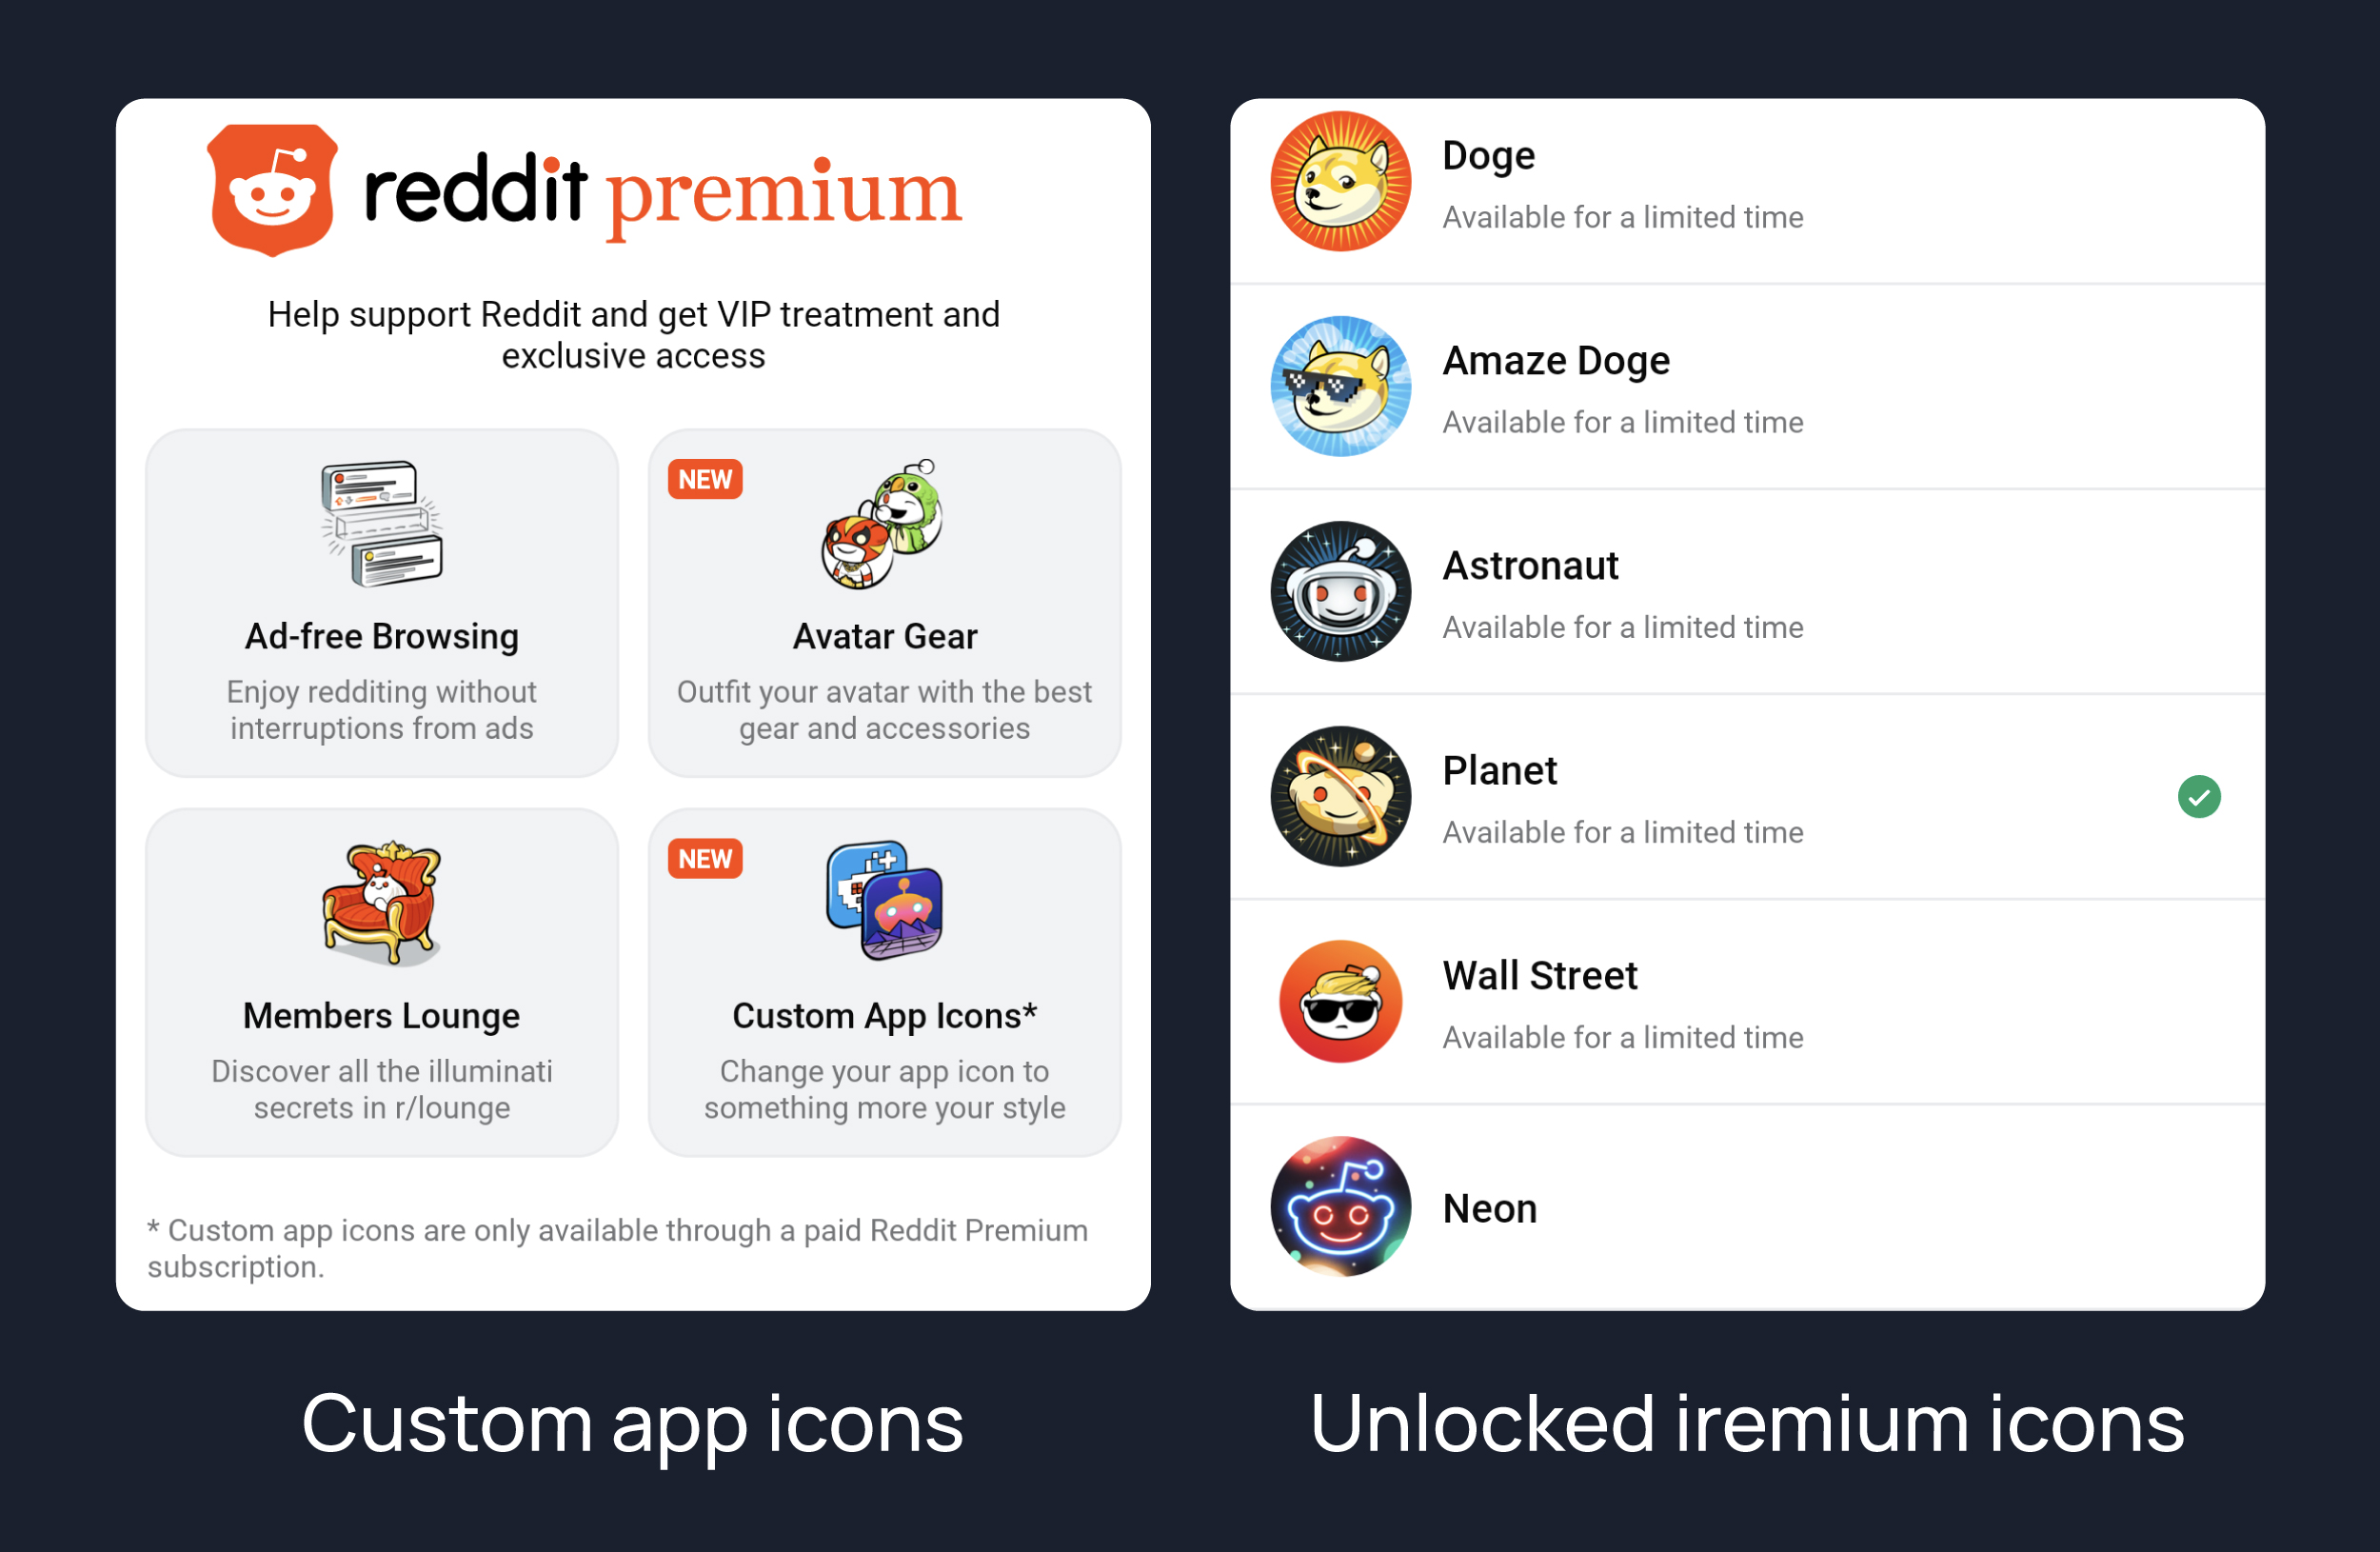 reddit premium
Help support Reddit and get VIP treatment and
exclusive access
Ad-free Browsing
Enjoy redditing without
interruptions from ads
NEW
Avatar Gear
Outfit your avatar with the best
gear and accessories
Members Lounge
Discover all the illuminati
secrets in r/lounge
NEW
Custom App Icons*
Change your app icon to
something more your style
* Custom app icons are only available through a paid Reddit Premium
subscription.
Custom app icons
Doge
Available for a limited time
Amaze Doge
Available for a limited time
Astronaut
Available for a limited time
Planet
Available for a limited time
Wall Street
Available for a limited time
Neon
Unlocked iremium icons